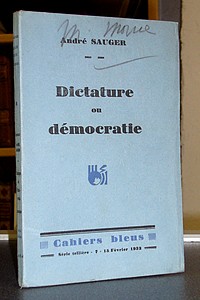 André SAUGER
Dictature
ou
démocratie
Cahiers bleus